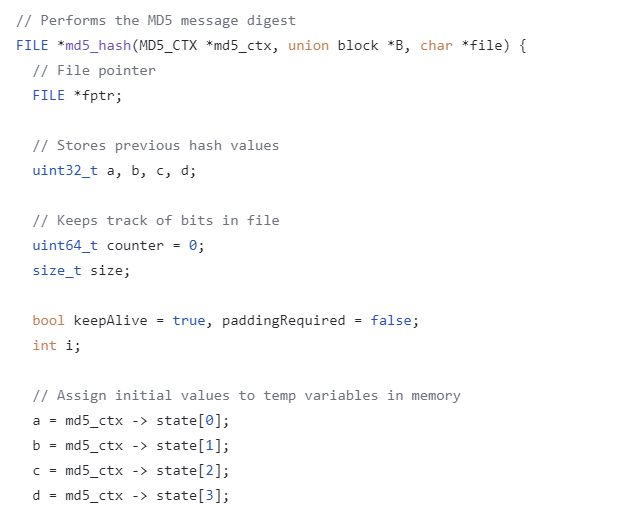 // Performs the MD5 message digest
FILE *md5_hash(MD5_CTX *md5_ctx, union block *B, char *file) {
// File pointer
FILE *fptr;
// Stores previous hash values
uint32_t a, b, c, d;
// Keeps track of bits in file
uint64_t counter = 0;
size_t size;
bool keepAlive = true, paddingRequired = false;
int i;
// Assign initial values to temp variables in memory
a = md5_ctx -> state[0];
b = md5_ctx -> state[1];
c = md5_ctx -> state[2];
d = md5_ctx -> state[3];